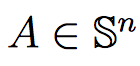 A ∈ 𝕊ⁿ